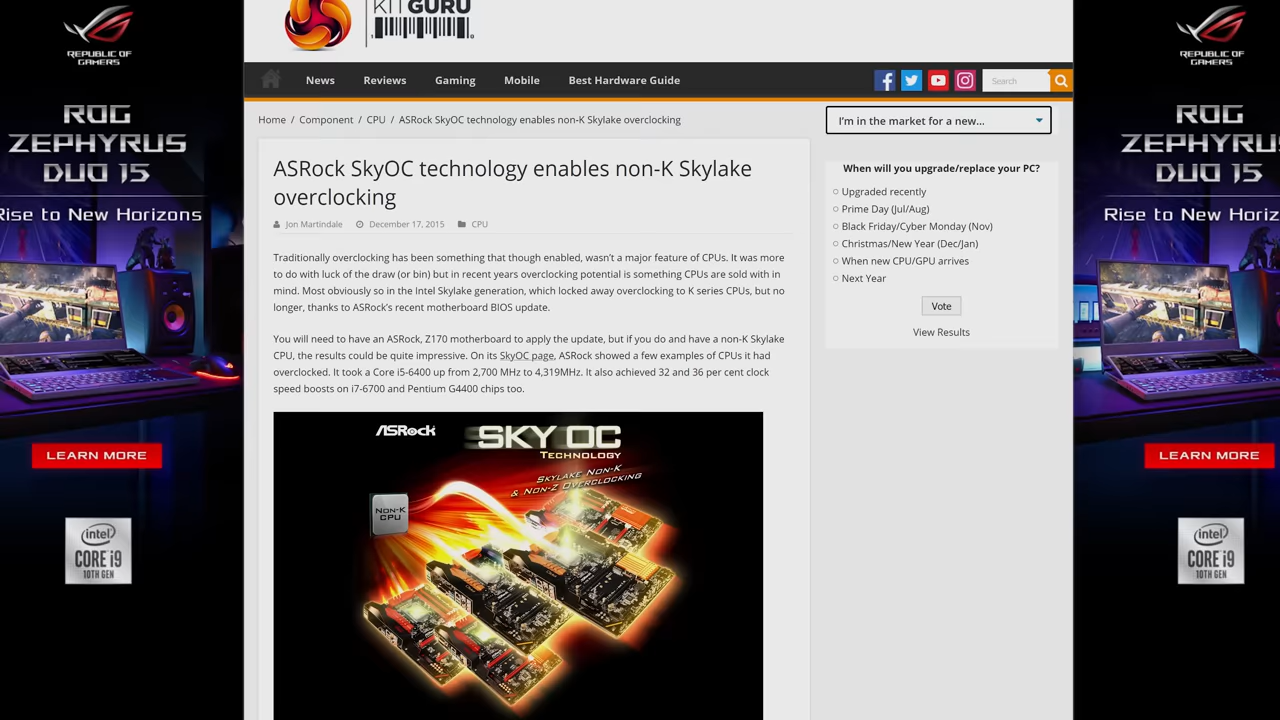 REPUBLIC OF
GAMERS
ROG
ZEPHYRUS
DUO 15
Rise to New Horizons
LEARN MORE
intel
CORE i9
10TH GEN
KITGURU
News
Reviews
Gaming
Mobile
Best Hardware Guide
Search
Home / Component / CPU / ASRock SkyOC technology enables non-K Skylake overclocking
ASRock SkyOC technology enables non-K Skylake
overclocking
Jon Martindale
December 17, 2015
CPU
Traditionally overclocking has been something that though enabled, wasn't a major feature of CPUs. It was more
to do with luck of the draw (or bin) but in recent years overclocking potential is something CPUs are sold with in
mind. Most obviously so in the Intel Skylake generation, which locked away overclocking to K series CPUs, but no
longer, thanks to ASRock's recent motherboard BIOS update.
You will need to have an ASRock, Z170 motherboard to apply the update, but if you do and have a non-K Skylake
CPU, the results could be quite impressive. On its SkyOC page, ASRock showed a few examples of CPUs it had
overclocked. It took a Core i5-6400 up from 2,700 MHz to 4,319MHz. It also achieved 32 and 36 per cent clock
speed boosts on i7-6700 and Pentium G4400 chips too.
ASRock
SKY OC
TECHNOLOGY
SKYLAKE NON-K
& NON-Z OVERCLOCKING
NON-K
CPU
I'm in the market for a new...
When will you upgrade/replace your PC?
Upgraded recently
Prime Day (Jul/Aug)
Black Friday/Cyber Monday (Nov)
Christmas/New Year (Dec/Jan)
When new CPU/GPU arrives
Next Year
Vote
View Results
REPUBLIC OF
GAMERS
ROG
ZEPHYRUS
DUO 15
Rise to New Horiz
LEARN MORE
intel
CORE i9
10TH GEN